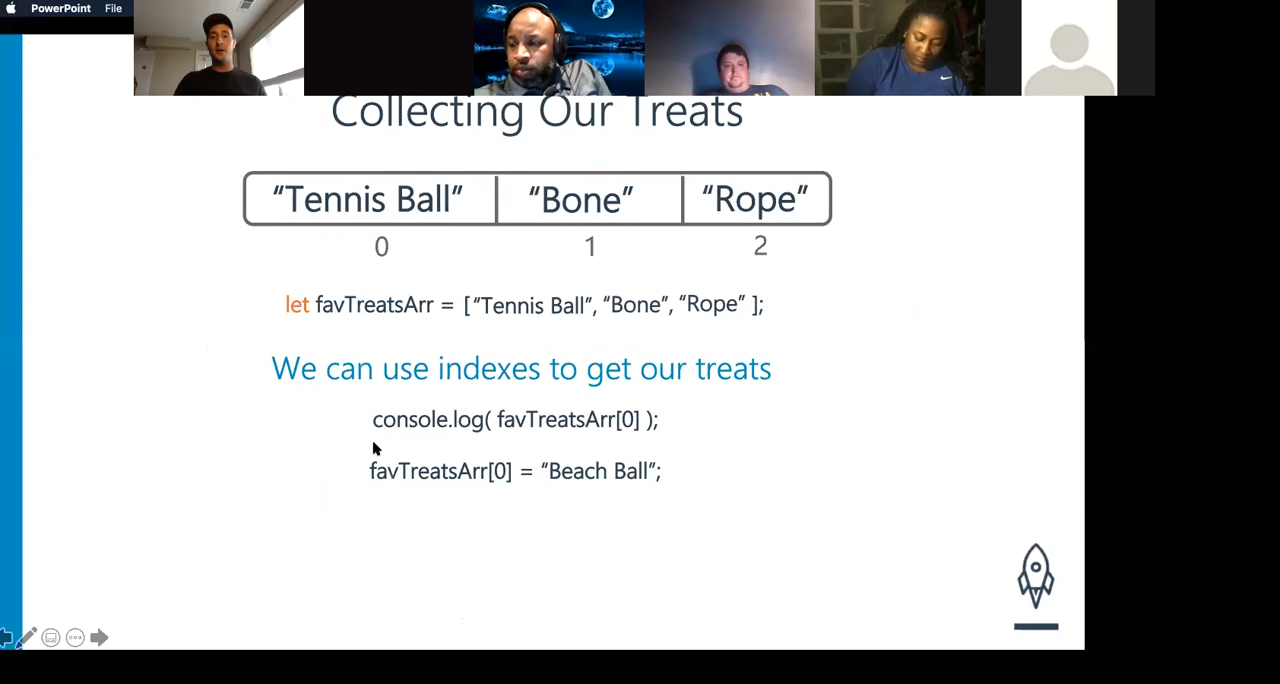 PowerPoint File
Collecting Our Treats
“Tennis Ball” “Bone” “Rope”
0 1 2
let favTreatsArr = [ “Tennis Ball”, “Bone”, “Rope” ];
We can use indexes to get our treats
console.log( favTreatsArr[0] );
favTreatsArr[0] = “Beach Ball”;